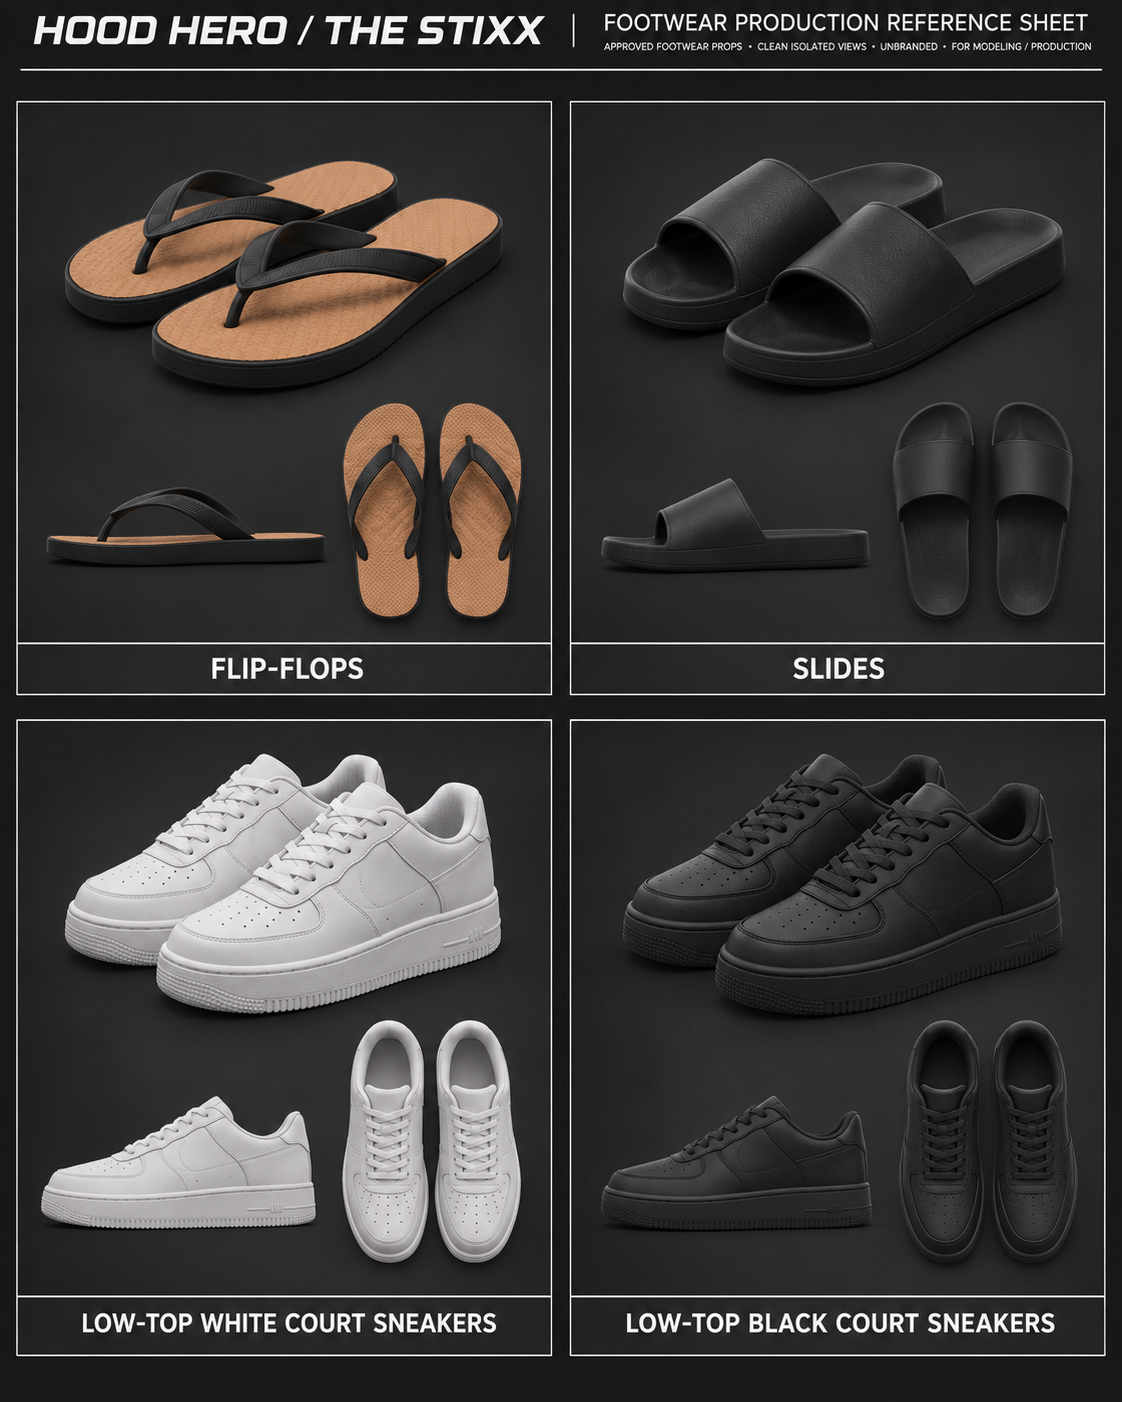 HOOD HERO / THE STIXX
FOOTWEAR PRODUCTION REFERENCE SHEET
APPROVED FOOTWEAR PROPS • CLEAN ISOLATED VIEWS • UNBRANDED • FOR MODELING / PRODUCTION
FLIP-FLOPS
SLIDES
LOW-TOP WHITE COURT SNEAKERS
LOW-TOP BLACK COURT SNEAKERS